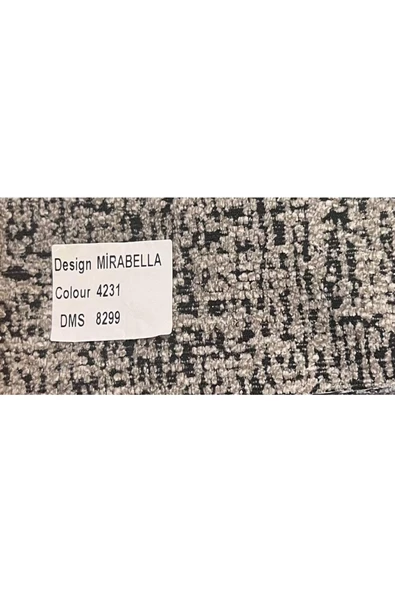 Design MİRABELLA
Colour 4231
DMS 8299